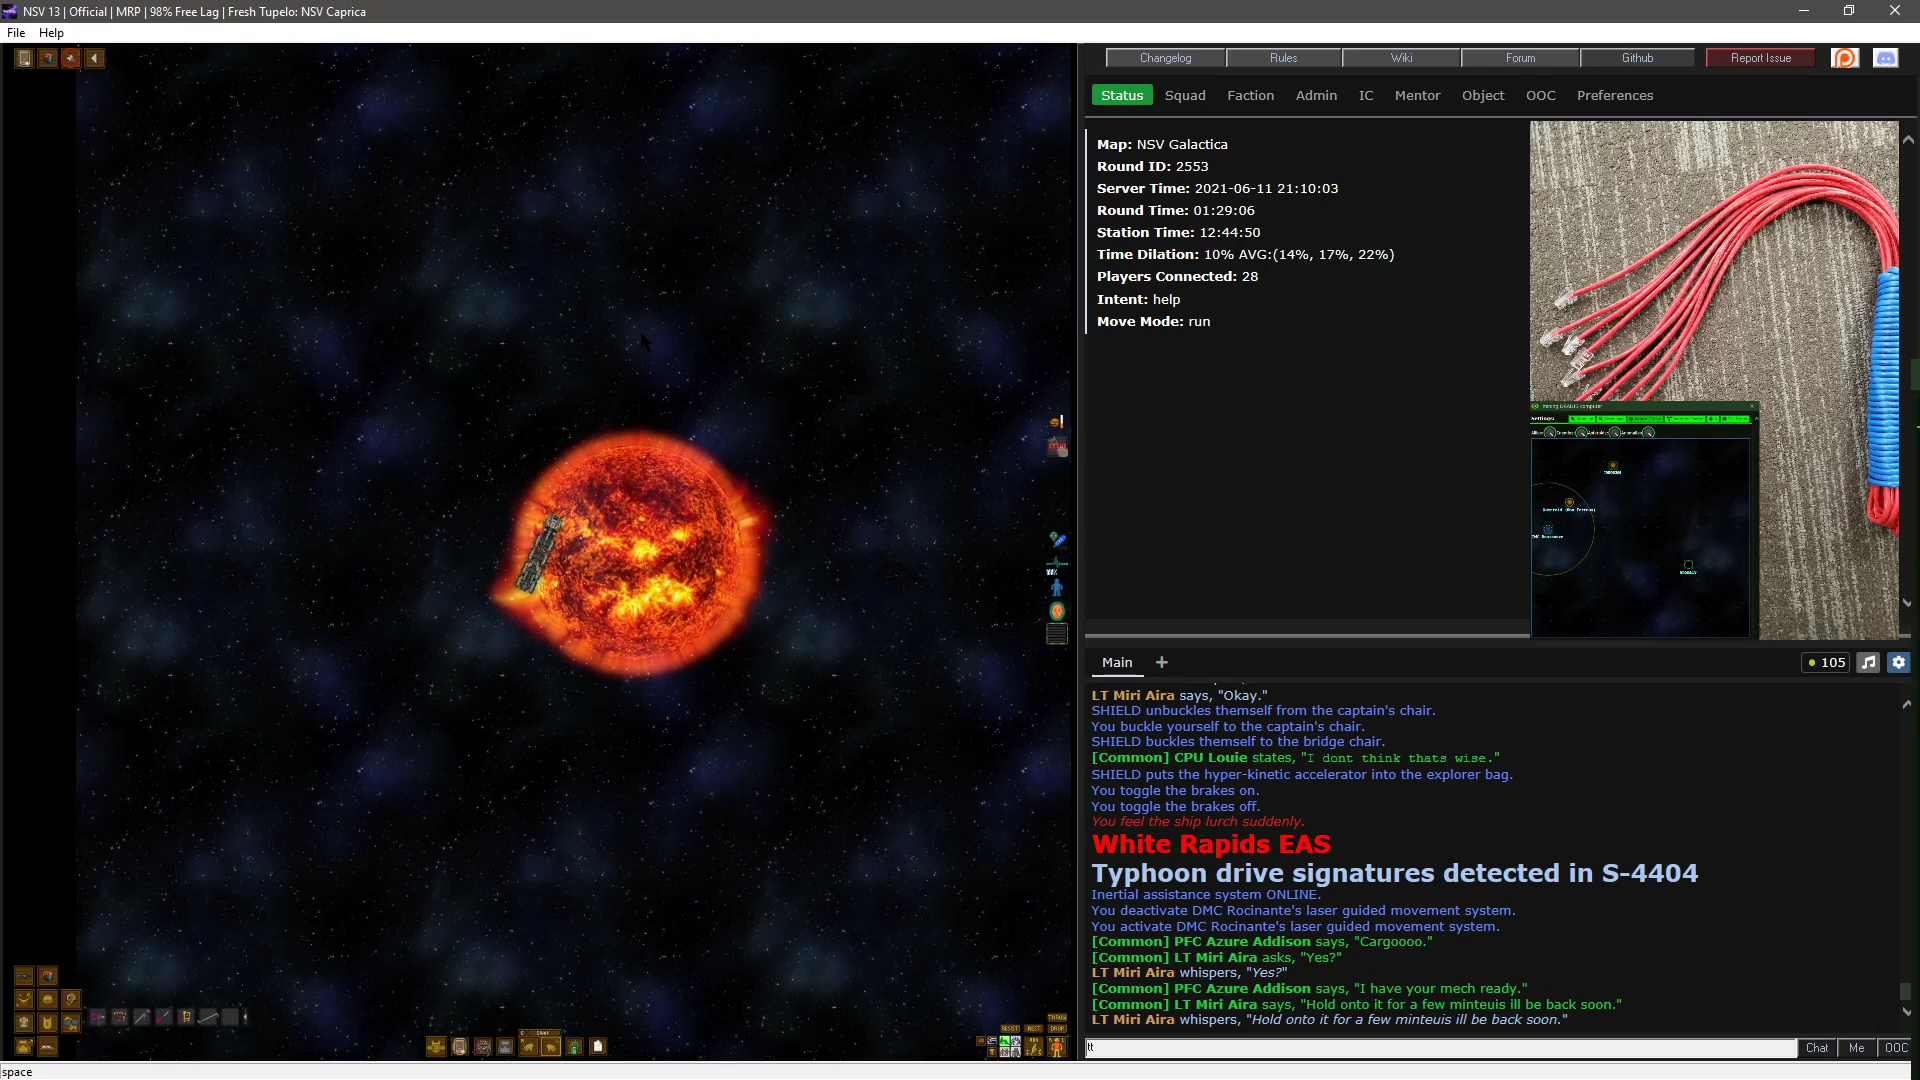 NSV 13 | Official | MRP | 98% Free Lag | Fresh Tupelo: NSV Caprica
File Help
Changelog Rules Wiki Forum Github Report Issue
Status Squad Faction Admin IC Mentor Object OOC Preferences
Map: NSV Galactica
Round ID: 2553
Server Time: 2021-06-11 21:10:03
Round Time: 01:29:06
Station Time: 12:44:50
Time Dilation: 10% AVG:(14%, 17%, 22%)
Players Connected: 28
Intent: help
Move Mode: run
mining DRADIS computer
Settings:
Main +
105
LT Miri Aira says, "Okay."
SHIELD unbuckles themself from the captain's chair.
You buckle yourself to the captain's chair.
SHIELD buckles themself to the bridge chair.
[Common] CPU Louie states, "I dont think thats wise."
SHIELD puts the hyper-kinetic accelerator into the explorer bag.
You toggle the brakes on.
You toggle the brakes off.
You feel the ship lurch suddenly.
White Rapids EAS
Typhoon drive signatures detected in S-4404
Inertial assistance system ONLINE.
You deactivate DMC Rocinante's laser guided movement system.
You activate DMC Rocinante's laser guided movement system.
[Common] PFC Azure Addison says, "Cargoooo."
[Common] LT Miri Aira asks, "Yes?"
LT Miri Aira whispers, "Yes?"
[Common] PFC Azure Addison says, "I have your mech ready."
[Common] LT Miri Aira says, "Hold onto it for a few minteuis ill be back soon."
LT Miri Aira whispers, "Hold onto it for a few minteuis ill be back soon."
THROW
RESIST REST DROP
tt
Chat Me OOC
space